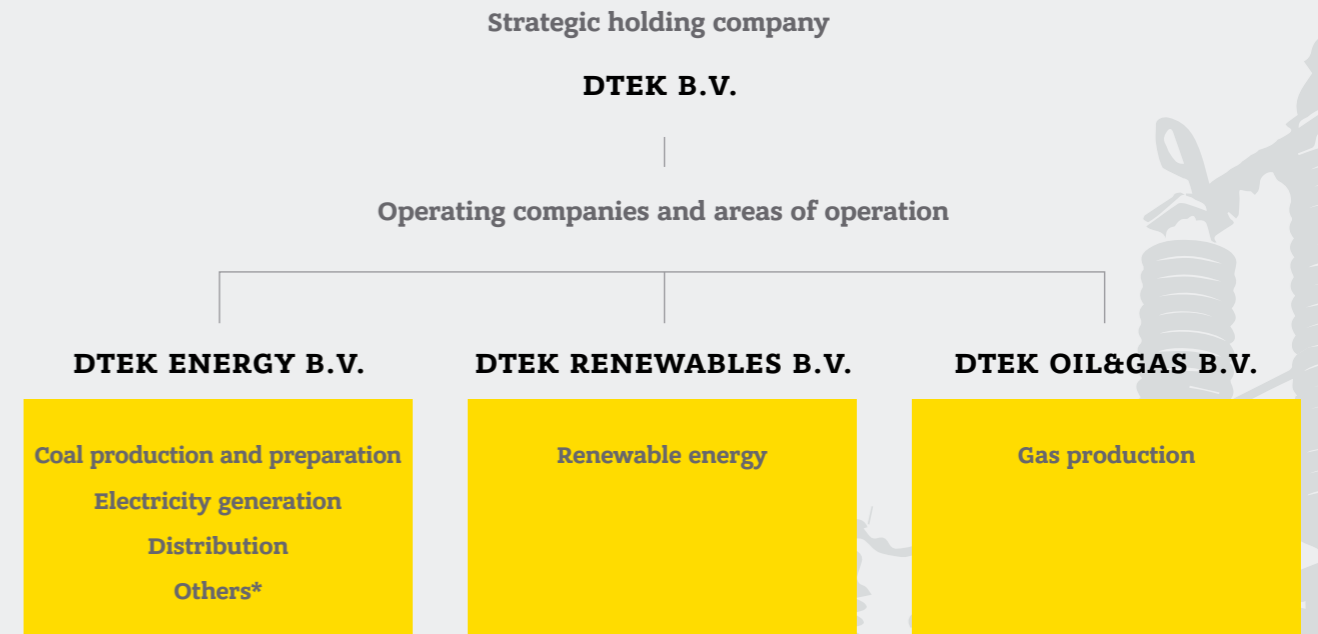 Strategic holding company
DTEK B.V.
Operating companies and areas of operation
DTEK ENERGY B.V.
Coal production and preparation
Electricity generation
Distribution
Others*
DTEK RENEWABLES B.V.
Renewable energy
DTEK OIL&GAS B.V.
Gas production